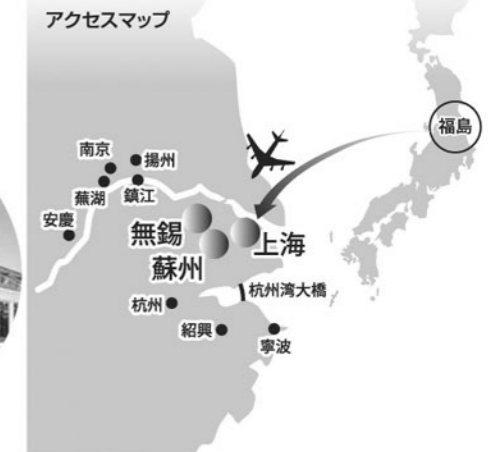 アクセスマップ
福島
南京
揚州
蕪湖
鎮江
安慶
無錫
上海
蘇州
杭州湾大橋
杭州
紹興
寧波